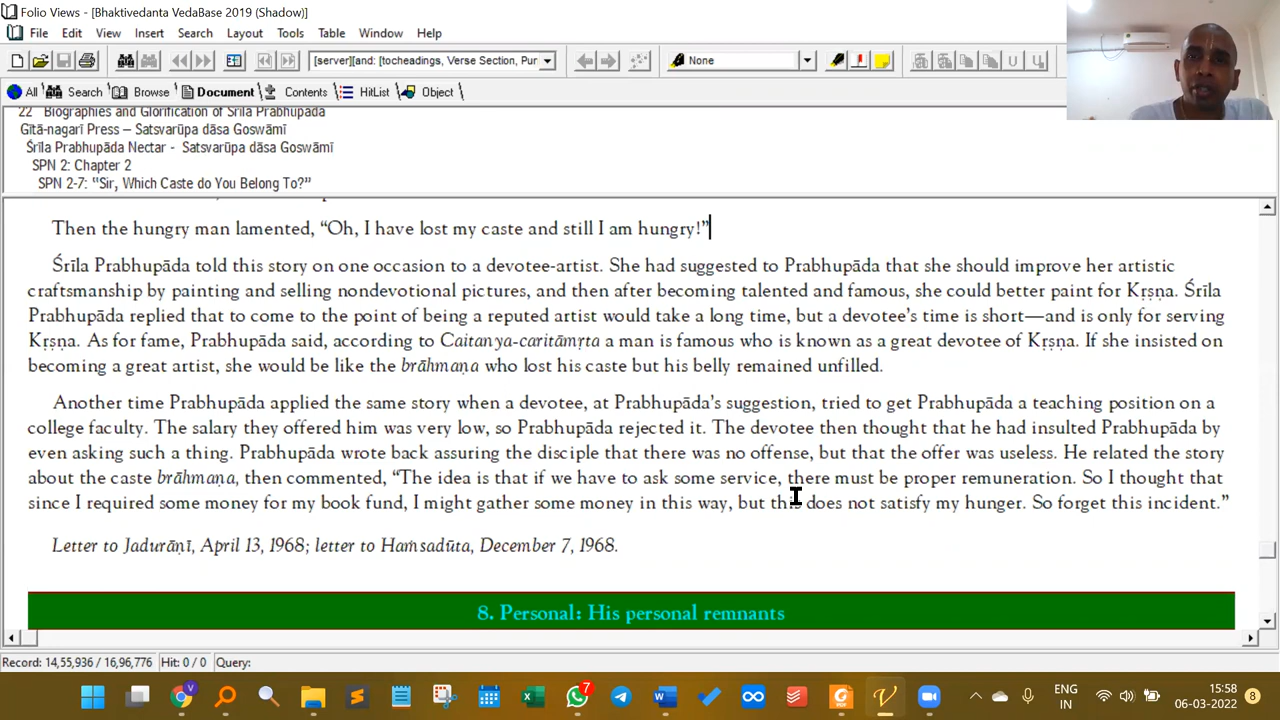 Folio Views - [Bhaktivedanta VedaBase 2019 (Shadow)]
File Edit View Insert Search Layout Tools Table Window Help
[server][and: [tocheadings, Verse Section, Pur
None
All Search Browse Document Contents HitList Object
22 Biographies and Glorification of Śrīla Prabhupāda
Gītā-nagarī Press – Satsvarūpa dāsa Goswāmī
Śrīla Prabhupāda Nectar - Satsvarūpa dāsa Goswāmī
SPN 2: Chapter 2
SPN 2-7: "Sir, Which Caste do You Belong To?"
Then the hungry man lamented, “Oh, I have lost my caste and still I am hungry!”
Śrīla Prabhupāda told this story on one occasion to a devotee-artist. She had suggested to Prabhupāda that she should improve her artistic
craftsmanship by painting and selling nondevotional pictures, and then after becoming talented and famous, she could better paint for Kṛṣṇa. Śrīla
Prabhupāda replied that to come to the point of being a reputed artist would take a long time, but a devotee’s time is short—and is only for serving
Kṛṣṇa. As for fame, Prabhupāda said, according to Caitanya-caritāmṛta a man is famous who is known as a great devotee of Kṛṣṇa. If she insisted on
becoming a great artist, she would be like the brāhmaṇa who lost his caste but his belly remained unfilled.
Another time Prabhupāda applied the same story when a devotee, at Prabhupāda’s suggestion, tried to get Prabhupāda a teaching position on a
college faculty. The salary they offered him was very low, so Prabhupāda rejected it. The devotee then thought that he had insulted Prabhupāda by
even asking such a thing. Prabhupāda wrote back assuring the disciple that there was no offense, but that the offer was useless. He related the story
about the caste brāhmaṇa, then commented, “The idea is that if we have to ask some service, there must be proper remuneration. So I thought that
since I required some money for my book fund, I might gather some money in this way, but this does not satisfy my hunger. So forget this incident.”
Letter to Jadurāṇī, April 13, 1968; letter to Haṁsadūta, December 7, 1968.
8. Personal: His personal remnants
Record: 14,55,936 / 16,96,776 Hit: 0 / 0 Query:
7
ENG
IN
15:58
06-03-2022
8